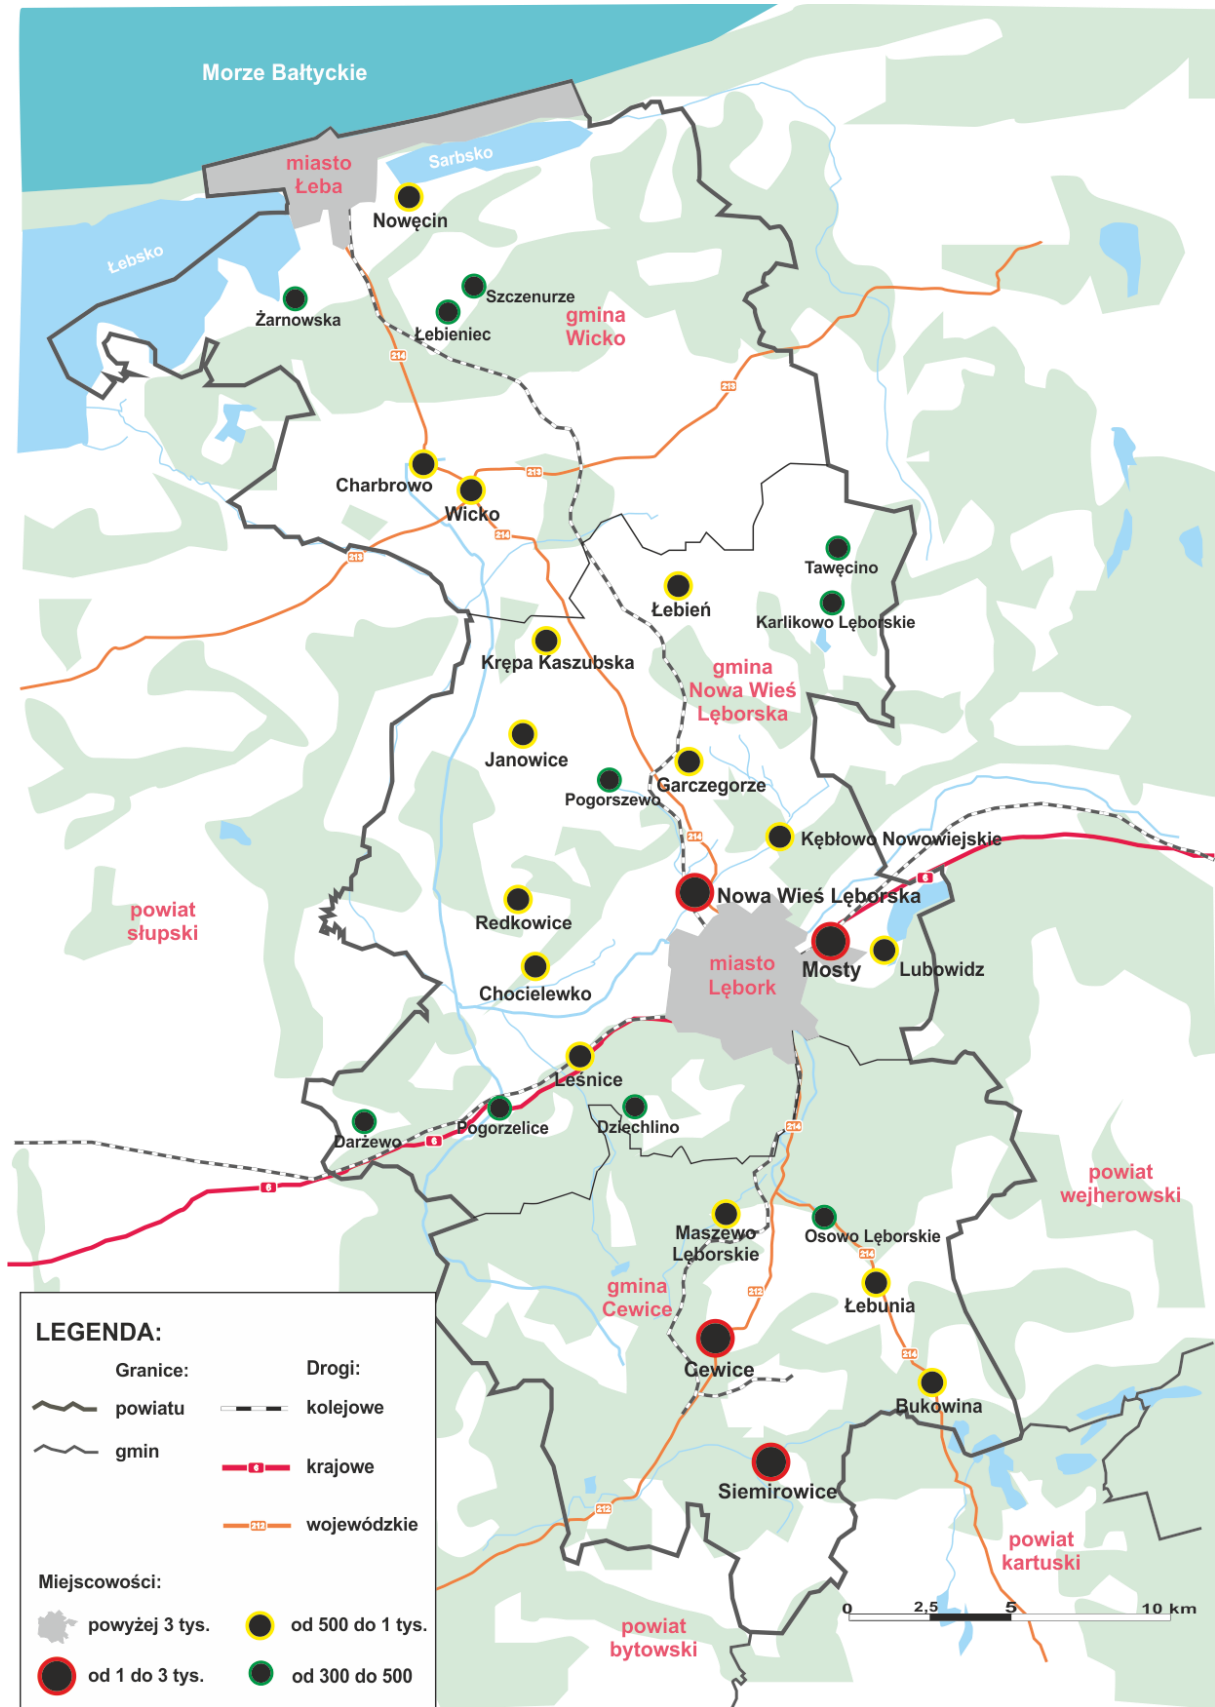 Morze Bałtyckie
Sarbsko
miasto
Łeba
Nowęcin
Łebsko
Szczenurze
Żarnowska
Łebieniec
gmina
Wicko
214
213
Charbrowo
213
Wicko
214
213
Tawęcino
Łebień
Karlikowo Lęborskie
Krępa Kaszubska
gmina
Nowa Wieś
Lęborska
Janowice
Garczegorze
Pogorszewo
214
Kębłowo Nowowiejskie
6
Nowa Wieś Lęborska
powiat
słupski
Redkowice
miasto
Lębork
Mosty
Lubowidz
Chocielewko
Leśnice
Darżewo
6
Pogorzelice
Dziechlino
214
6
powiat
wejherowski
Maszewo
Lęborskie
Osowo Lęborskie
214
gmina
Cewice
212
Łebunia
214
Cewice
Bukowina
Siemirowice
212
powiat
kartuski
powiat
bytowski
0 2,5 5 10 km
LEGENDA:
Granice: Drogi:
powiatu kolejowe
gmin
6 krajowe
212 wojewódzkie
Miejscowości:
powyżej 3 tys. od 500 do 1 tys.
od 1 do 3 tys. od 300 do 500